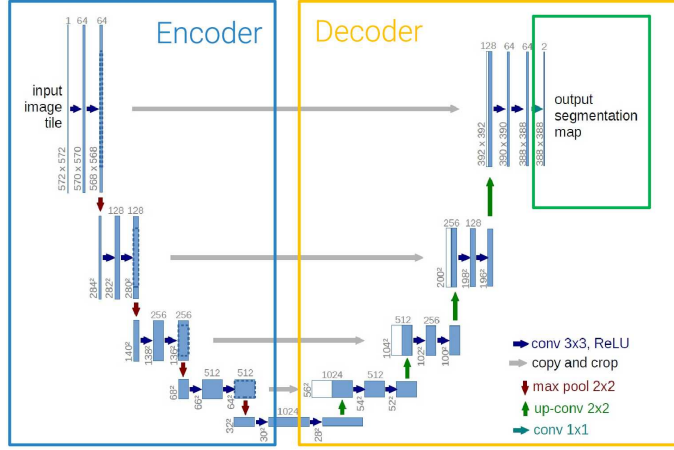 Encoder
Decoder
1 64 64
128 64 64 2
input
image
tile
output
segmentation
map
572 x 572
570 x 570
568 x 568
392 x 392
390 x 390
388 x 388
388 x 388
128 128
256 128
284²
282²
280²
200²
198²
196²
256 256
512 256
140²
138²
136²
104²
102²
100²
512 512
1024 512
68²
66²
64²
56²
54²
52²
1024
32²
30²
28²
conv 3x3, ReLU
copy and crop
max pool 2x2
up-conv 2x2
conv 1x1